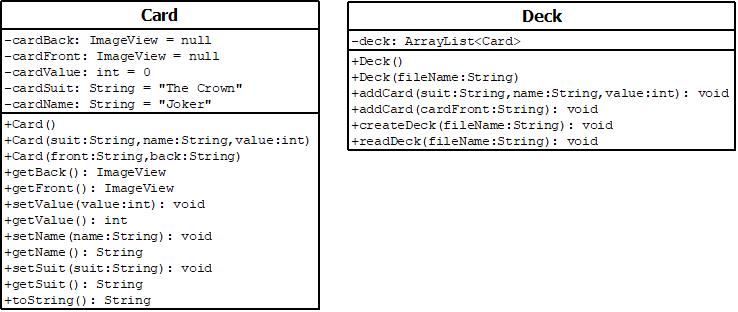 Card
-cardBack: ImageView = null
-cardFront: ImageView = null
-cardValue: int = 0
-cardSuit: String = "The Crown"
-cardName: String = "Joker"
+Card()
+Card(suit:String,name:String,value:int)
+Card(front:String,back:String)
+getBack(): ImageView
+getFront(): ImageView
+setValue(value:int): void
+getValue(): int
+setName(name:String): void
+getName(): String
+setSuit(suit:String): void
+getSuit(): String
+toString(): String
Deck
-deck: ArrayList<Card>
+Deck()
+Deck(fileName:String)
+addCard(suit:String,name:String,value:int): void
+addCard(cardFront:String): void
+createDeck(fileName:String): void
+readDeck(fileName:String): void